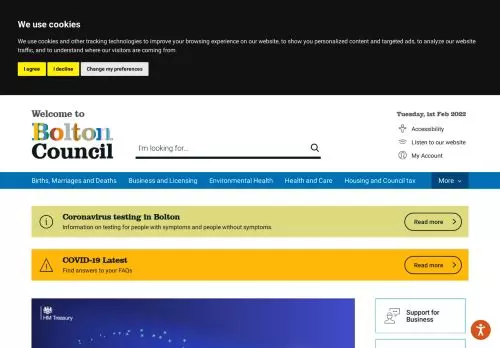 We use cookies
We use cookies and other tracking technologies to improve your browsing experience on our website, to show you personalized content and targeted ads, to analyze our website
traffic, and to understand where our visitors are coming from.
I agree
I decline
Change my preferences
Welcome to
Bolton
Council
I'm looking for...
Tuesday, 1st Feb 2022
Accessibility
Listen to our website
My Account
Births, Marriages and Deaths
Business and Licensing
Environmental Health
Health and Care
Housing and Council tax
More
Coronavirus testing in Bolton
Information on testing for people with symptoms and people without symptoms
Read more
COVID-19 Latest
Find answers to your FAQs
Read more
HM Treasury
Support for
Business